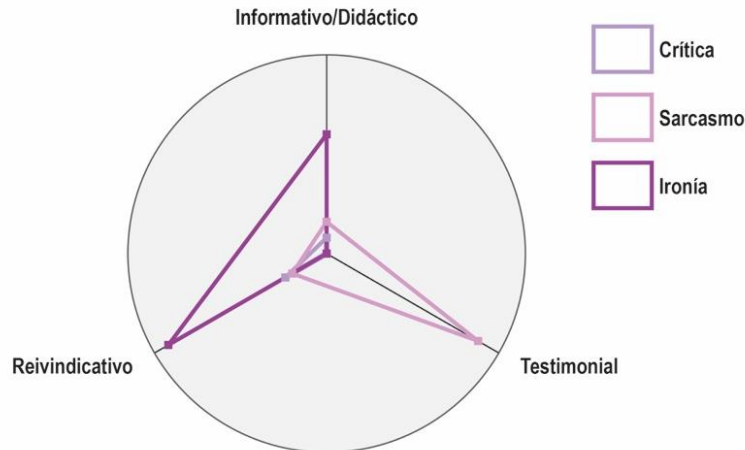 Informativo/Didáctico
Crítica
Sarcasmo
Ironía
Reivindicativo
Testimonial